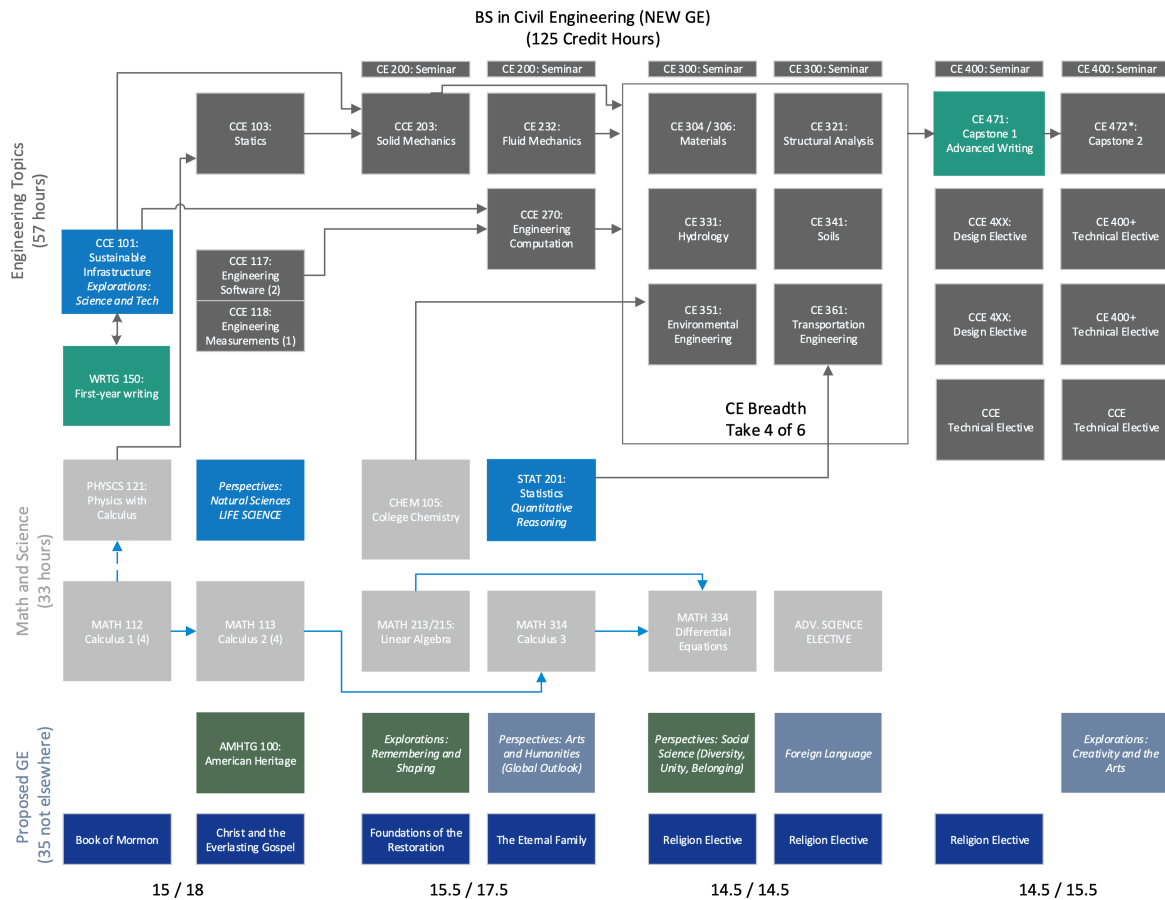 BS in Civil Engineering (NEW GE)
(125 Credit Hours)
CE 200: Seminar
CE 200: Seminar
CE 300: Seminar
CE 300: Seminar
CE 400: Seminar
CE 400: Seminar
Engineering Topics
(57 hours)
CCE 103:
Statics
CCE 203:
Solid Mechanics
CE 232:
Fluid Mechanics
CE 304 / 306:
Materials
CE 321:
Structural Analysis
CE 471:
Capstone 1
Advanced Writing
CE 472*:
Capstone 2
CCE 101:
Sustainable
Infrastructure
Explorations:
Science and Tech
CCE 117:
Engineering
Software (2)
CCE 118:
Engineering
Measurements (1)
CCE 270:
Engineering
Computation
CE 331:
Hydrology
CE 341:
Soils
CCE 4XX:
Design Elective
CE 400+
Technical Elective
CE 351:
Environmental
Engineering
CE 361:
Transportation
Engineering
CCE 4XX:
Design Elective
CE 400+
Technical Elective
WRTG 150:
First-year writing
CE Breadth
Take 4 of 6
CCE
Technical Elective
CCE
Technical Elective
Math and Science
(33 hours)
PHYSCS 121:
Physics with
Calculus
Perspectives:
Natural Sciences
LIFE SCIENCE
CHEM 105:
College Chemistry
STAT 201:
Statistics
Quantitative
Reasoning
MATH 112
Calculus 1 (4)
MATH 113
Calculus 2 (4)
MATH 213/215:
Linear Algebra
MATH 314
Calculus 3
MATH 334
Differential
Equations
ADV. SCIENCE
ELECTIVE
Proposed GE
(35 not elsewhere)
AMHTG 100:
American Heritage
Explorations:
Remembering and
Shaping
Perspectives: Arts
and Humanities
(Global Outlook)
Perspectives: Social
Science (Diversity,
Unity, Belonging)
Foreign Language
Explorations:
Creativity and the
Arts
Book of Mormon
Christ and the
Everlasting Gospel
Foundations of the
Restoration
The Eternal Family
Religion Elective
Religion Elective
Religion Elective
15 / 18
15.5 / 17.5
14.5 / 14.5
14.5 / 15.5